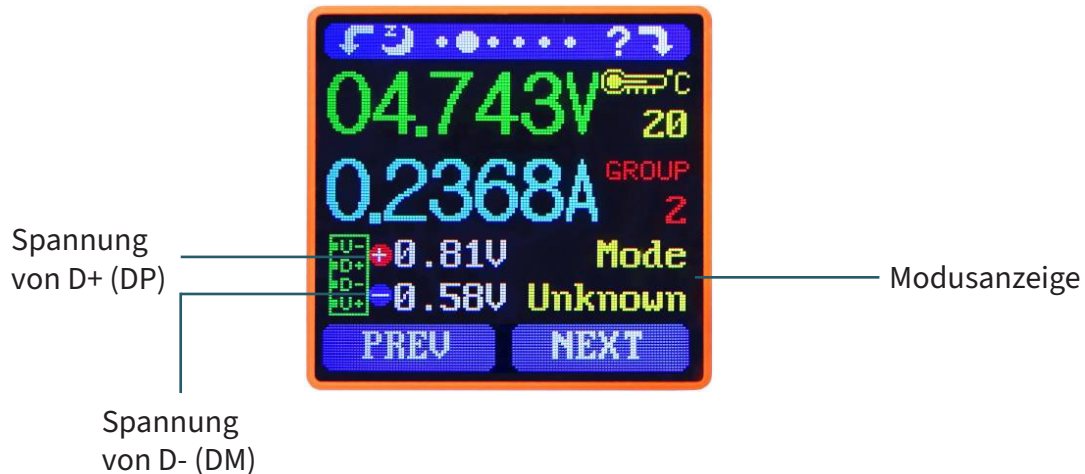 Z
?
04.743V
°C
20
0.2368A
GROUP
2
Spannung
von D+ (DP)
U-
D+
D-
U+
+0.81V
-0.58V
Mode
Unknown
Modusanzeige
PREV
NEXT
Spannung
von D- (DM)